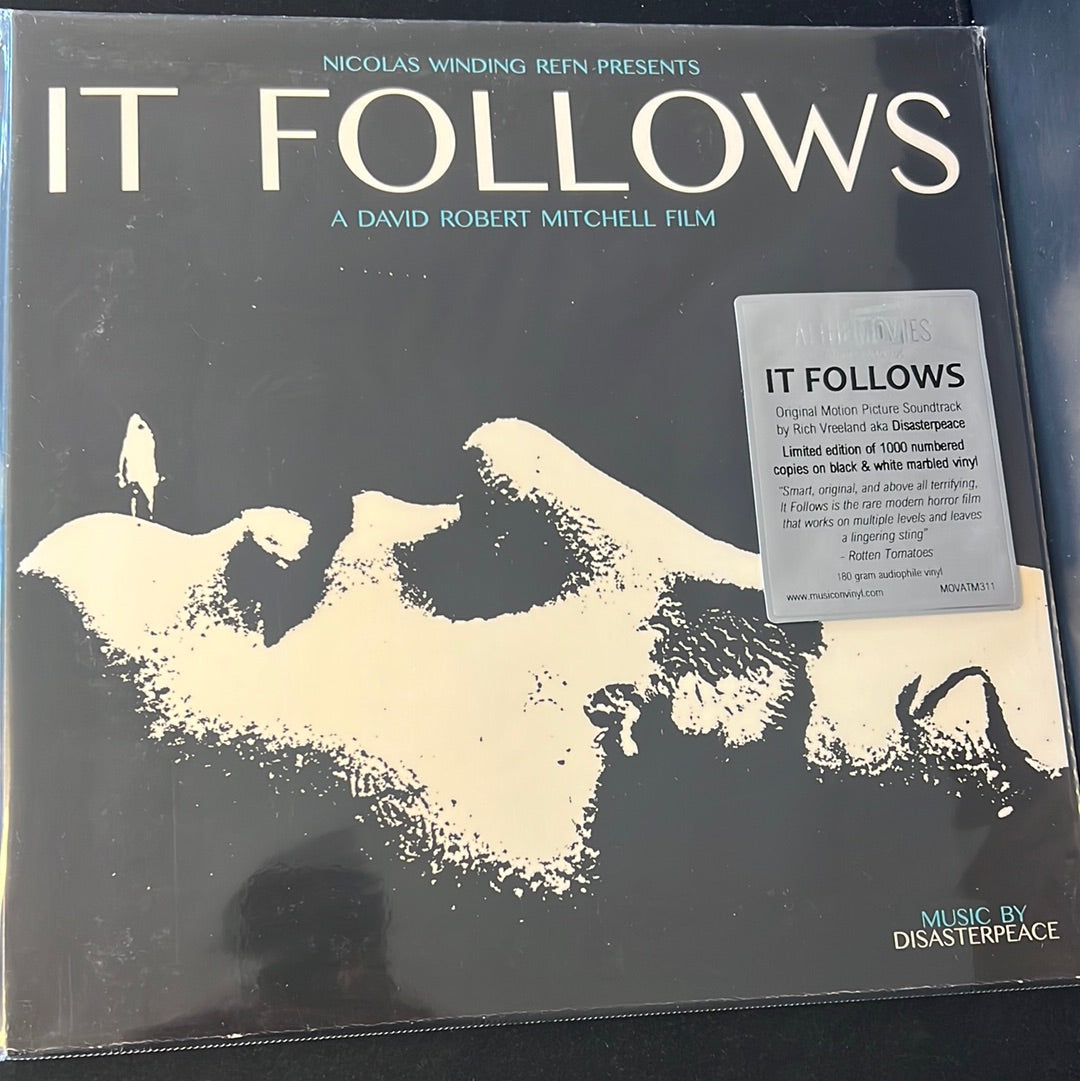 NICOLAS WINDING REFN PRESENTS
IT FOLLOWS
A DAVID ROBERT MITCHELL FILM
MOVIES
IT FOLLOWS
Original Motion Picture Soundtrack
by Rich Vreeland aka Disasterpeace
Limited edition of 1000 numbered
copies on black & white marbled vinyl
"Smart, original, and above all terrifying,
It Follows is the rare modern horror film
that works on multiple levels and leaves
a lingering sting"
- Rotten Tomatoes
180 gram audiophile vinyl
www.musiconvinyl.com MOVATM311
MUSIC BY
DISASTERPEACE